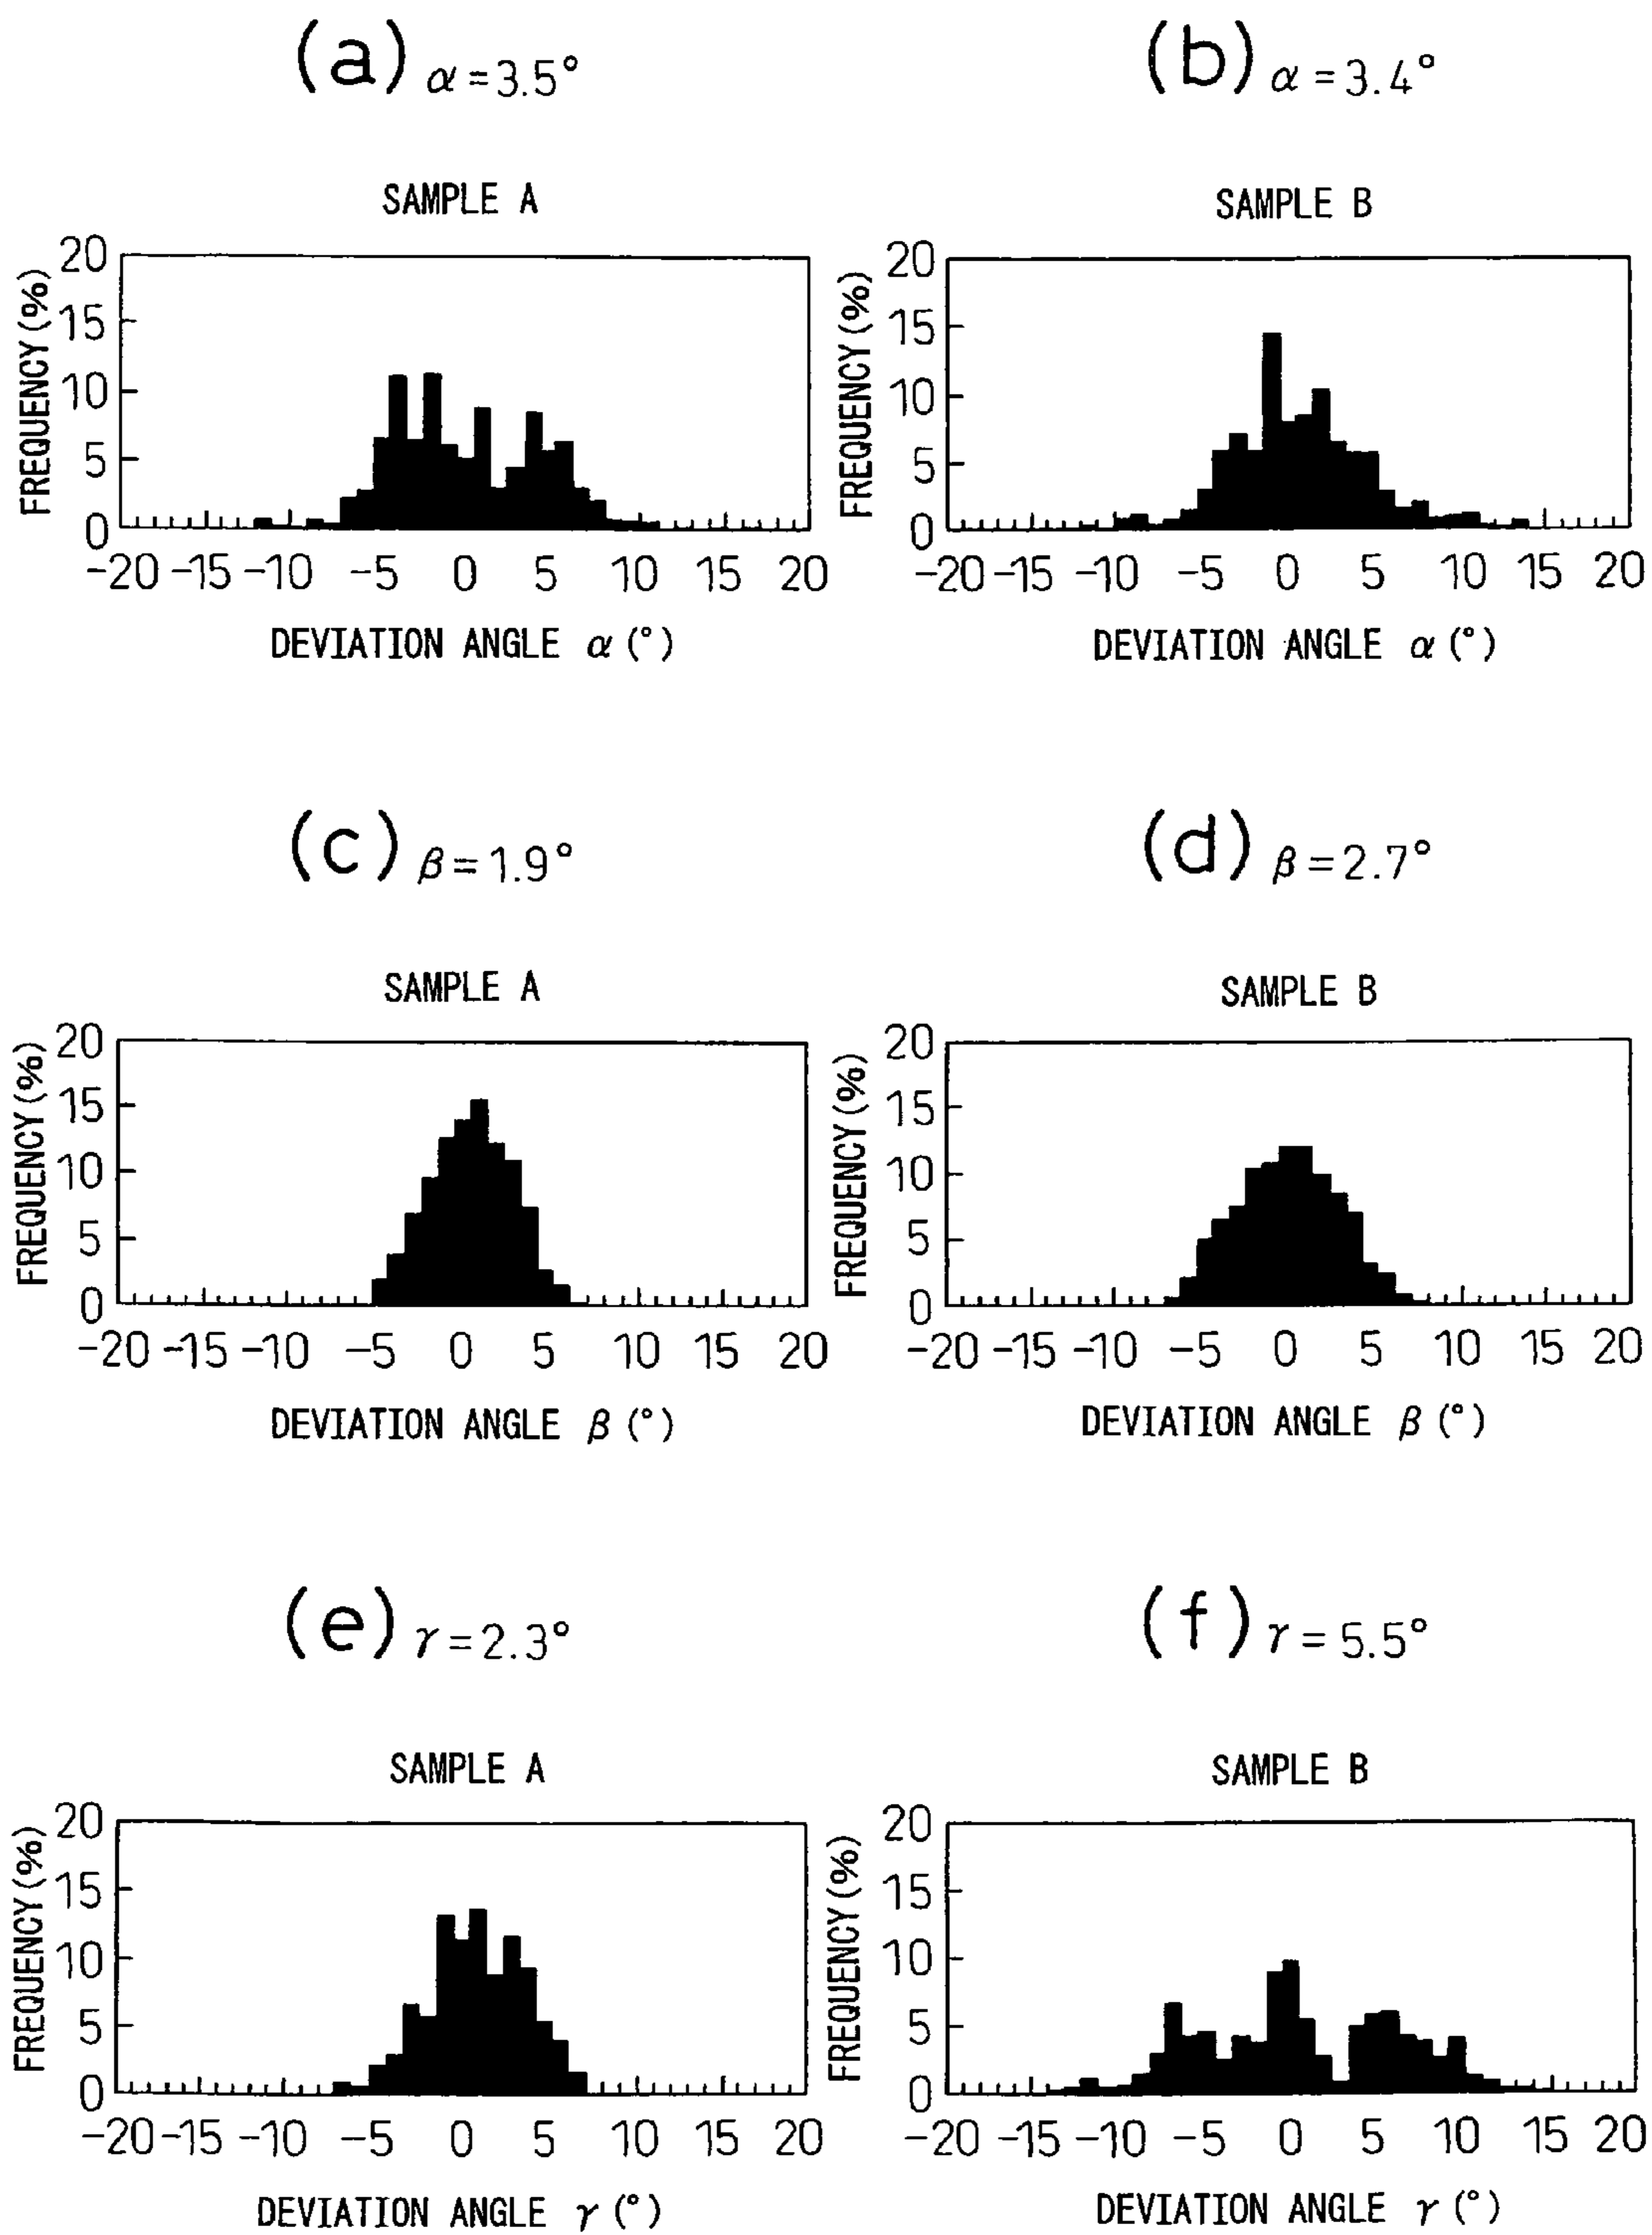 (a) α=3.5°
SAMPLE A
FREQUENCY (%)
20
15
10
5
0
-20 -15 -10 -5 0 5 10 15 20
DEVIATION ANGLE α (°)
(b) α=3.4°
SAMPLE B
FREQUENCY (%)
20
15
10
5
0
-20 -15 -10 -5 0 5 10 15 20
DEVIATION ANGLE α (°)
(c) β=1.9°
SAMPLE A
FREQUENCY (%)
20
15
10
5
0
-20 -15 -10 -5 0 5 10 15 20
DEVIATION ANGLE β (°)
(d) β=2.7°
SAMPLE B
FREQUENCY (%)
20
15
10
5
0
-20 -15 -10 -5 0 5 10 15 20
DEVIATION ANGLE β (°)
(e) γ=2.3°
SAMPLE A
FREQUENCY (%)
20
15
10
5
0
-20 -15 -10 -5 0 5 10 15 20
DEVIATION ANGLE γ (°)
(f) γ=5.5°
SAMPLE B
FREQUENCY (%)
20
15
10
5
0
-20 -15 -10 -5 0 5 10 15 20
DEVIATION ANGLE γ (°)